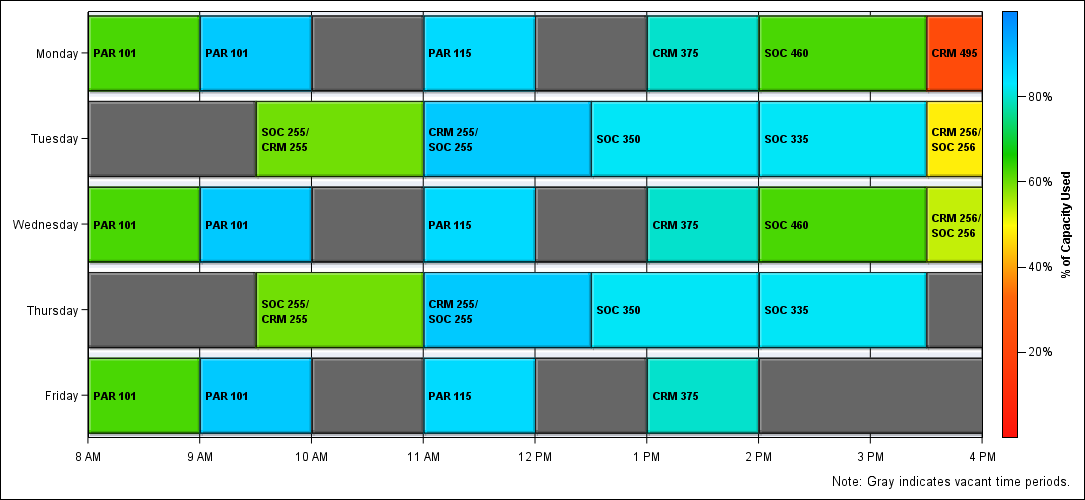 Monday
PAR 101
PAR 101
PAR 115
CRM 375
SOC 460
CRM 495
Tuesday
SOC 255/
CRM 255
CRM 255/
SOC 255
SOC 350
SOC 335
CRM 256/
SOC 256
Wednesday
PAR 101
PAR 101
PAR 115
CRM 375
SOC 460
CRM 256/
SOC 256
Thursday
SOC 255/
CRM 255
CRM 255/
SOC 255
SOC 350
SOC 335
Friday
PAR 101
PAR 101
PAR 115
CRM 375
8 AM
9 AM
10 AM
11 AM
12 PM
1 PM
2 PM
3 PM
4 PM
80%
60%
40%
20%
% of Capacity Used
Note: Gray indicates vacant time periods.